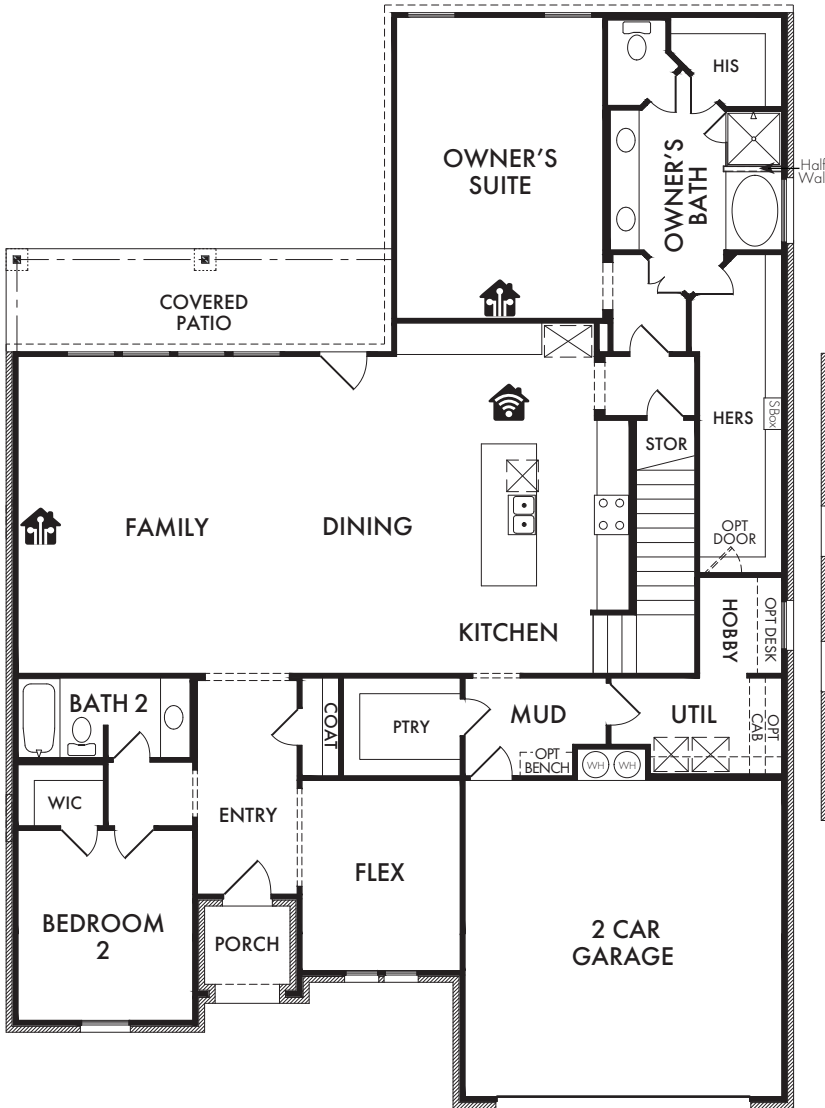 HIS
OWNER'S
SUITE
OWNER'S
BATH
Half
Wal
COVERED
PATIO
HERS
SBox
STOR
FAMILY
DINING
OPT
DOOR
KITCHEN
HOBBY
OPT DESK
BATH 2
COAT
PTRY
MUD
UTIL
OPT
CAB
OPT
BENCH
WH
WH
WIC
ENTRY
FLEX
BEDROOM
2
PORCH
2 CAR
GARAGE